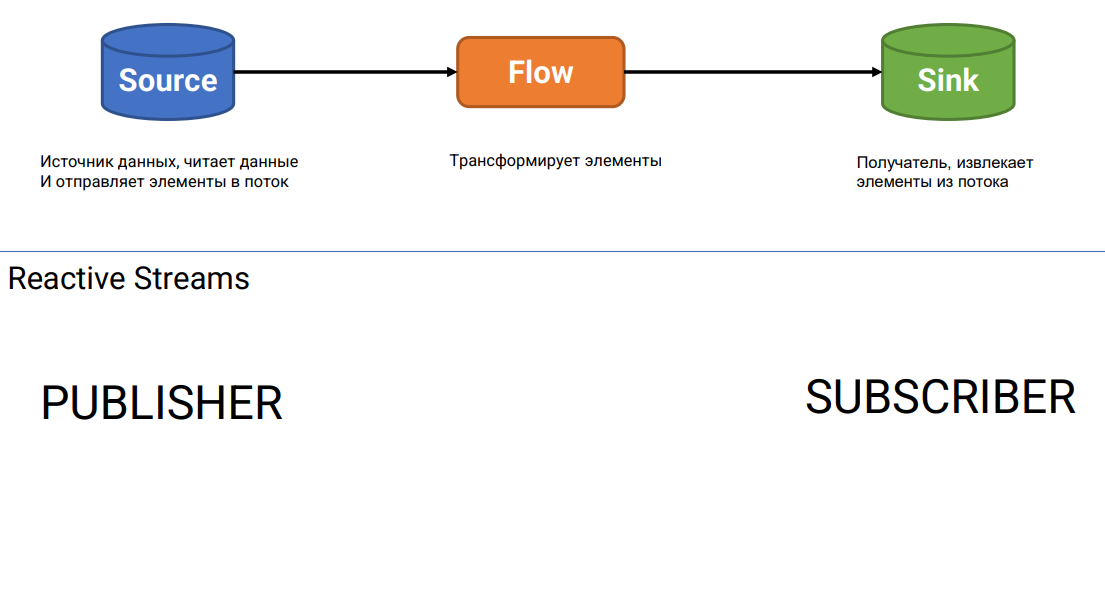 Source
Flow
Sink
Источник данных, читает данные
И отправляет элементы в поток
Трансформирует элементы
Получатель, извлекает
элементы из потока
Reactive Streams
PUBLISHER
SUBSCRIBER